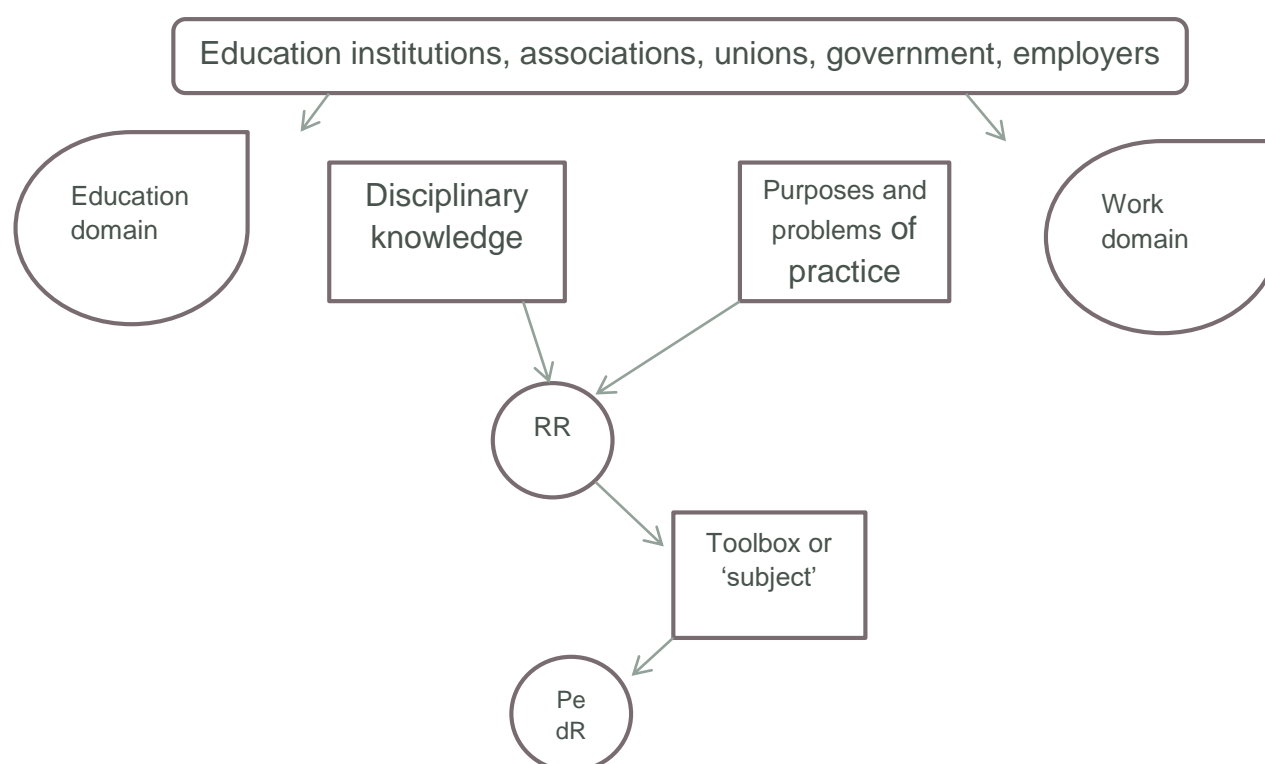 Education institutions, associations, unions, government, employers
Education
domain
Disciplinary
knowledge
Purposes and
problems of
practice
Work
domain
RR
Toolbox or
‘subject’
Pe
dR